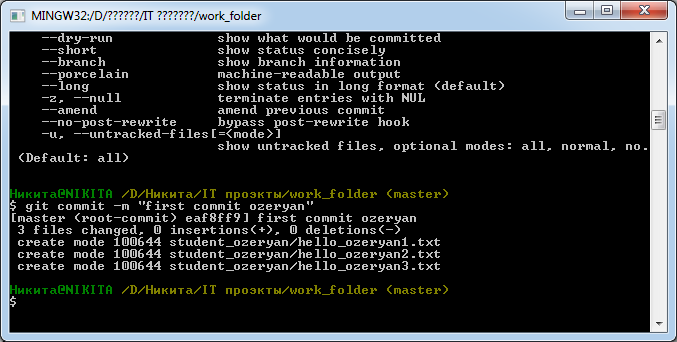 MINGW32:/D/??????/IT ???????/work_folder
--dry-run show what would be committed
--short show status concisely
--branch show branch information
--porcelain machine-readable output
--long show status in long format (default)
-z, --null terminate entries with NUL
--amend amend previous commit
--no-post-rewrite bypass post-rewrite hook
-u, --untracked-files[=<mode>]
show untracked files, optional modes: all, normal, no.
(Default: all)
Никита@NIKITA /D/Никита/IT проэкты/work_folder (master)
$ git commit -m "first commit ozeryan"
[master (root-commit) eaf8ff9] first commit ozeryan
3 files changed, 0 insertions(+), 0 deletions(-)
create mode 100644 student_ozeryan/hello_ozeryan1.txt
create mode 100644 student_ozeryan/hello_ozeryan2.txt
create mode 100644 student_ozeryan/hello_ozeryan3.txt
Никита@NIKITA /D/Никита/IT проэкты/work_folder (master)
$